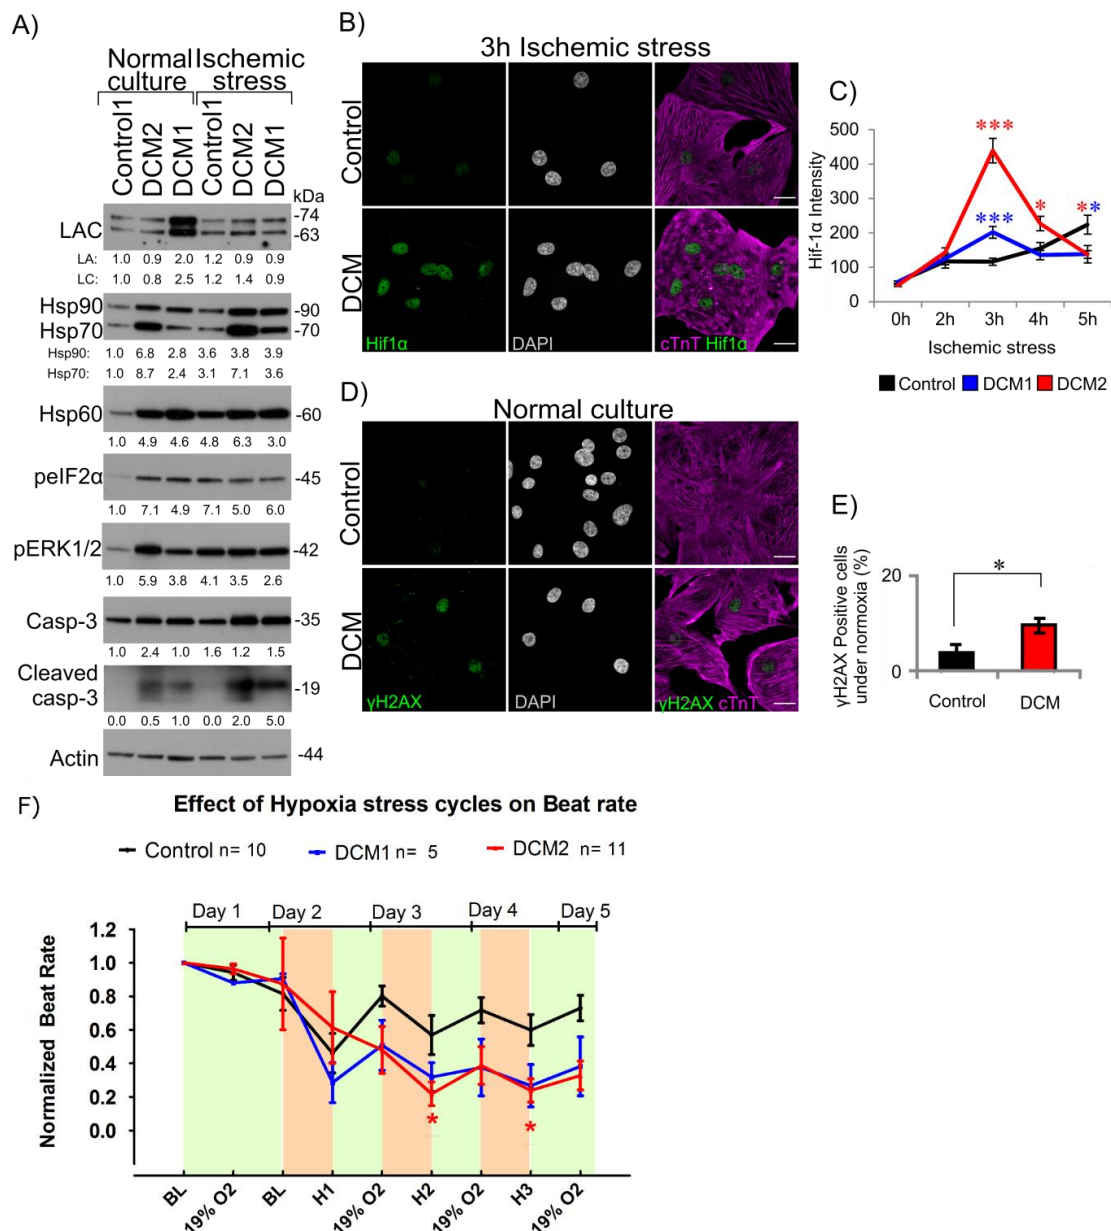 A)
Normal Ischemic
culture stress
Control1 DCM2 DCM1 Control1 DCM2 DCM1
kDa
LAC -74
-63
LA: 1.0 0.9 2.0 1.2 0.9 0.9
LC: 1.0 0.8 2.5 1.2 1.4 0.9
Hsp90 -90
Hsp70 -70
Hsp90: 1.0 6.8 2.8 3.6 3.8 3.9
Hsp70: 1.0 8.7 2.4 3.1 7.1 3.6
Hsp60 -60
1.0 4.9 4.6 4.8 6.3 3.0
peIF2α -45
1.0 7.1 4.9 7.1 5.0 6.0
pERK1/2 -42
1.0 5.9 3.8 4.1 3.5 2.6
Casp-3 -35
1.0 2.4 1.0 1.6 1.2 1.5
Cleaved
casp-3 -19
0.0 0.5 1.0 0.0 2.0 5.0
Actin -44
B)
3h Ischemic stress
Control
DCM
Hif1α DAPI cTnT Hif1α
C)
Hif-1α Intensity
500
400
300
200
100
0
*** *** * **
0h 2h 3h 4h 5h
Ischemic stress
Control DCM1 DCM2
D)
Normal culture
Control
DCM
γH2AX DAPI γH2AX cTnT
E)
γH2AX Positive cells
under normoxia (%)
20
0
*
Control DCM
F)
Effect of Hypoxia stress cycles on Beat rate
Control n= 10 DCM1 n= 5 DCM2 n= 11
Day 1 Day 2 Day 3 Day 4 Day 5
Normalized Beat Rate
1.2
1.0
0.8
0.6
0.4
0.2
0.0
* *
BL 19% O2 BL H1 19% O2 H2 19% O2 H3 19% O2